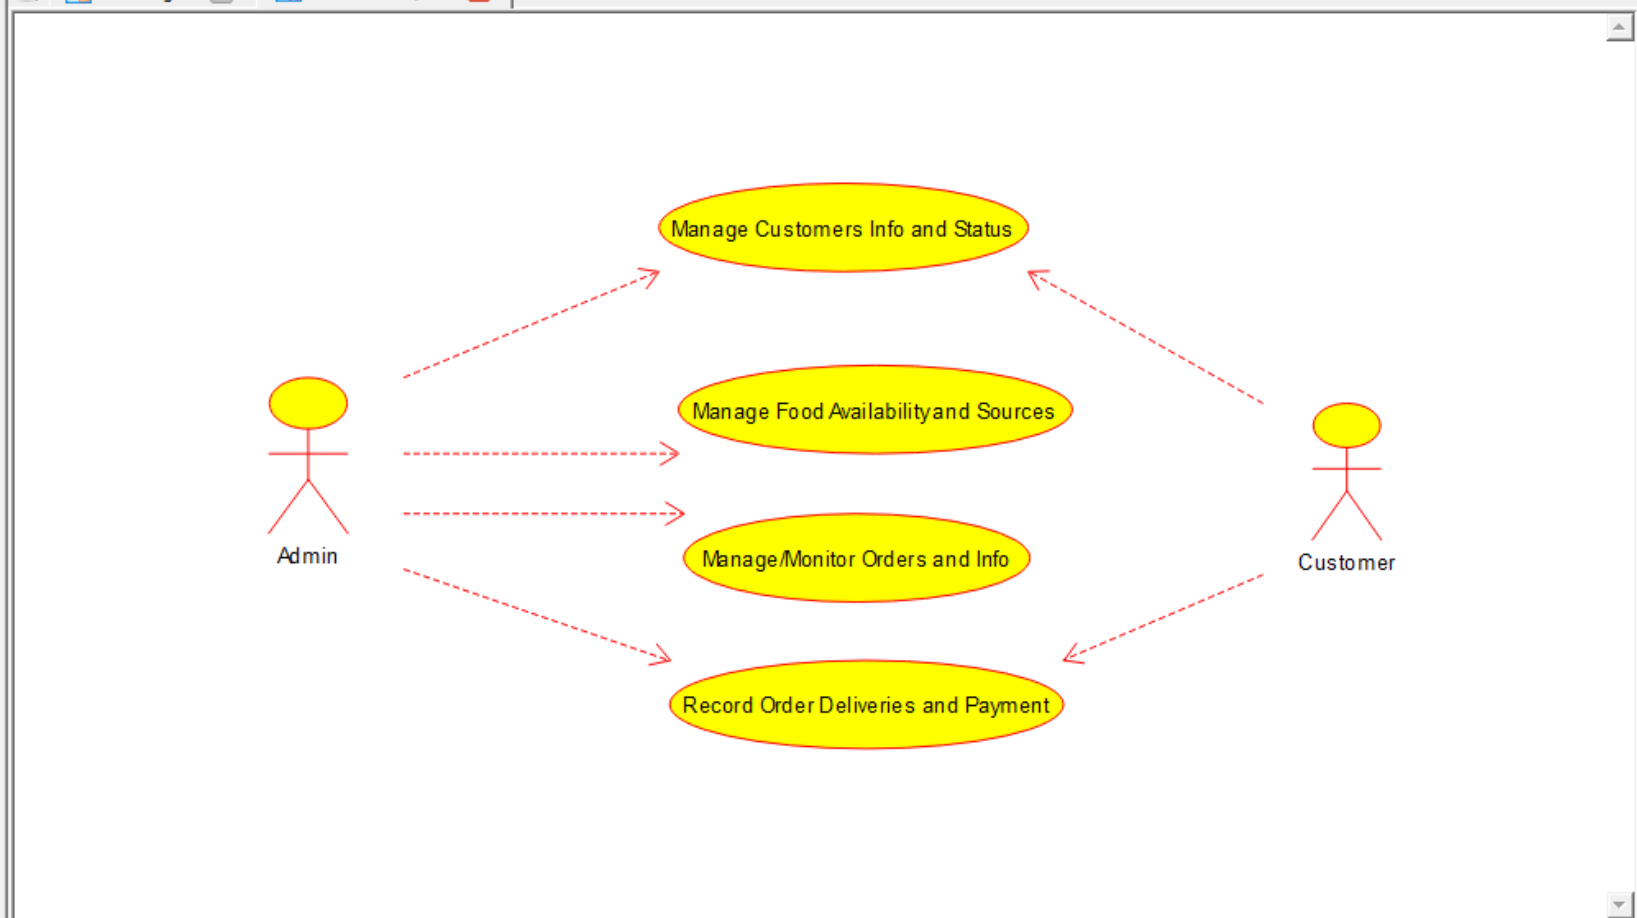 Manage Customers Info and Status
Manage Food Availabilityand Sources
Admin
Manage/Monitor Orders and Info
Customer
Record Order Deliveries and Payment